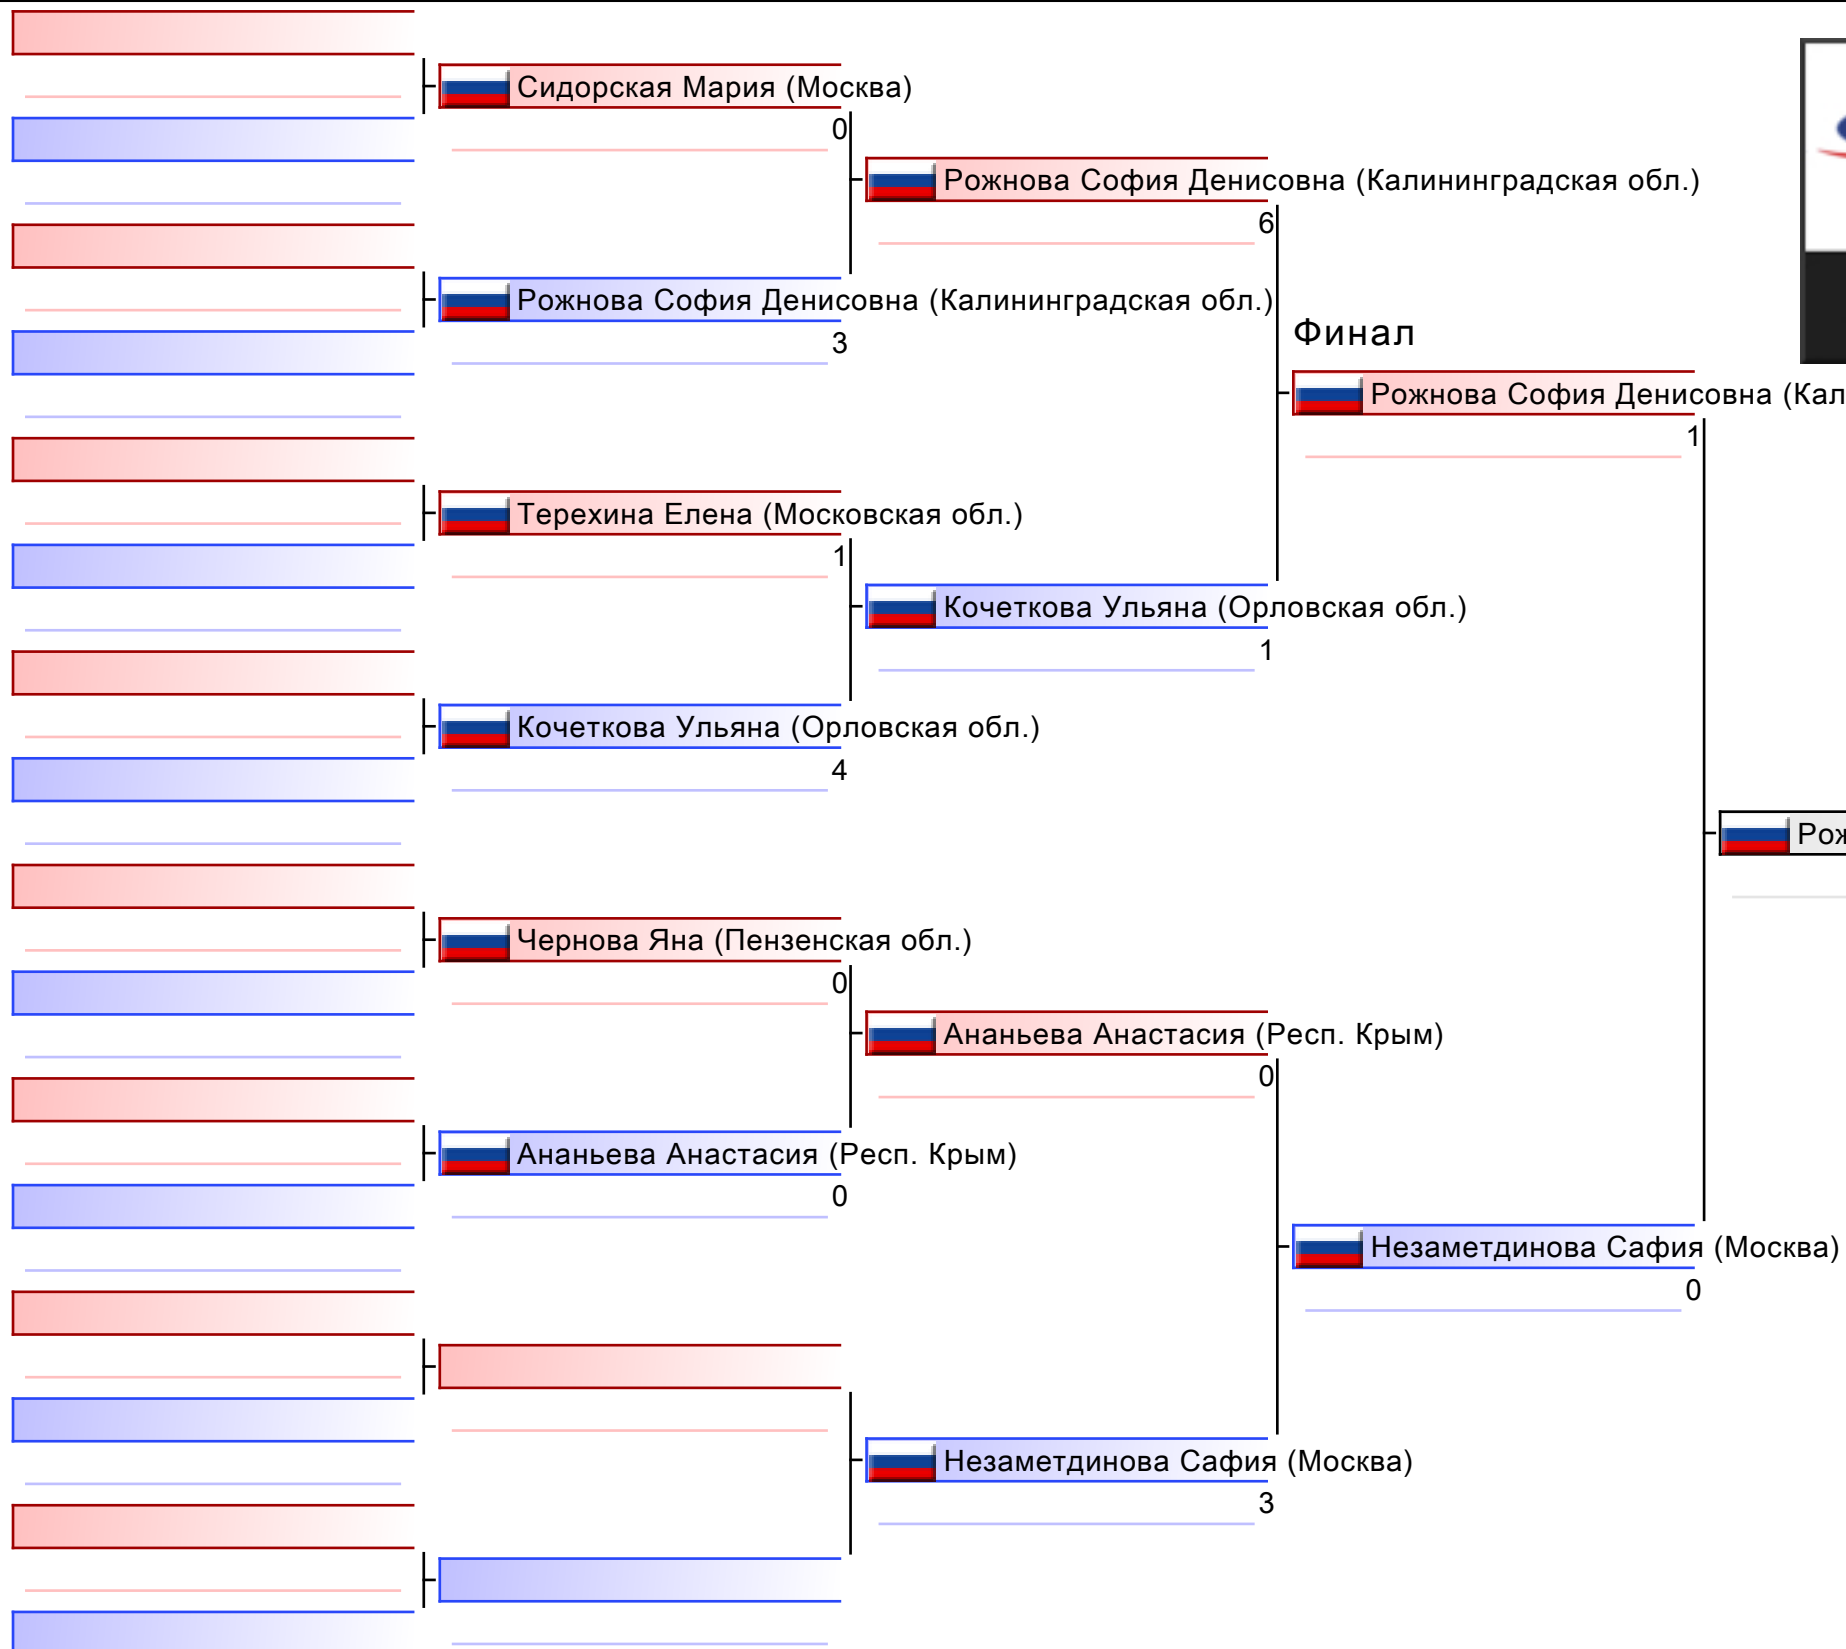 Сидорская Мария (Москва)
0
Рожнова София Денисовна (Калининградская обл.)
6
Рожнова София Денисовна (Калининградская обл.)
3
Финал
Рожнова София Денисовна (Кал
1
Терехина Елена (Московская обл.)
1
Кочеткова Ульяна (Орловская обл.)
1
Кочеткова Ульяна (Орловская обл.)
4
Рож
Чернова Яна (Пензенская обл.)
0
Ананьева Анастасия (Респ. Крым)
0
Ананьева Анастасия (Респ. Крым)
0
Незаметдинова Сафия (Москва)
0
Незаметдинова Сафия (Москва)
3